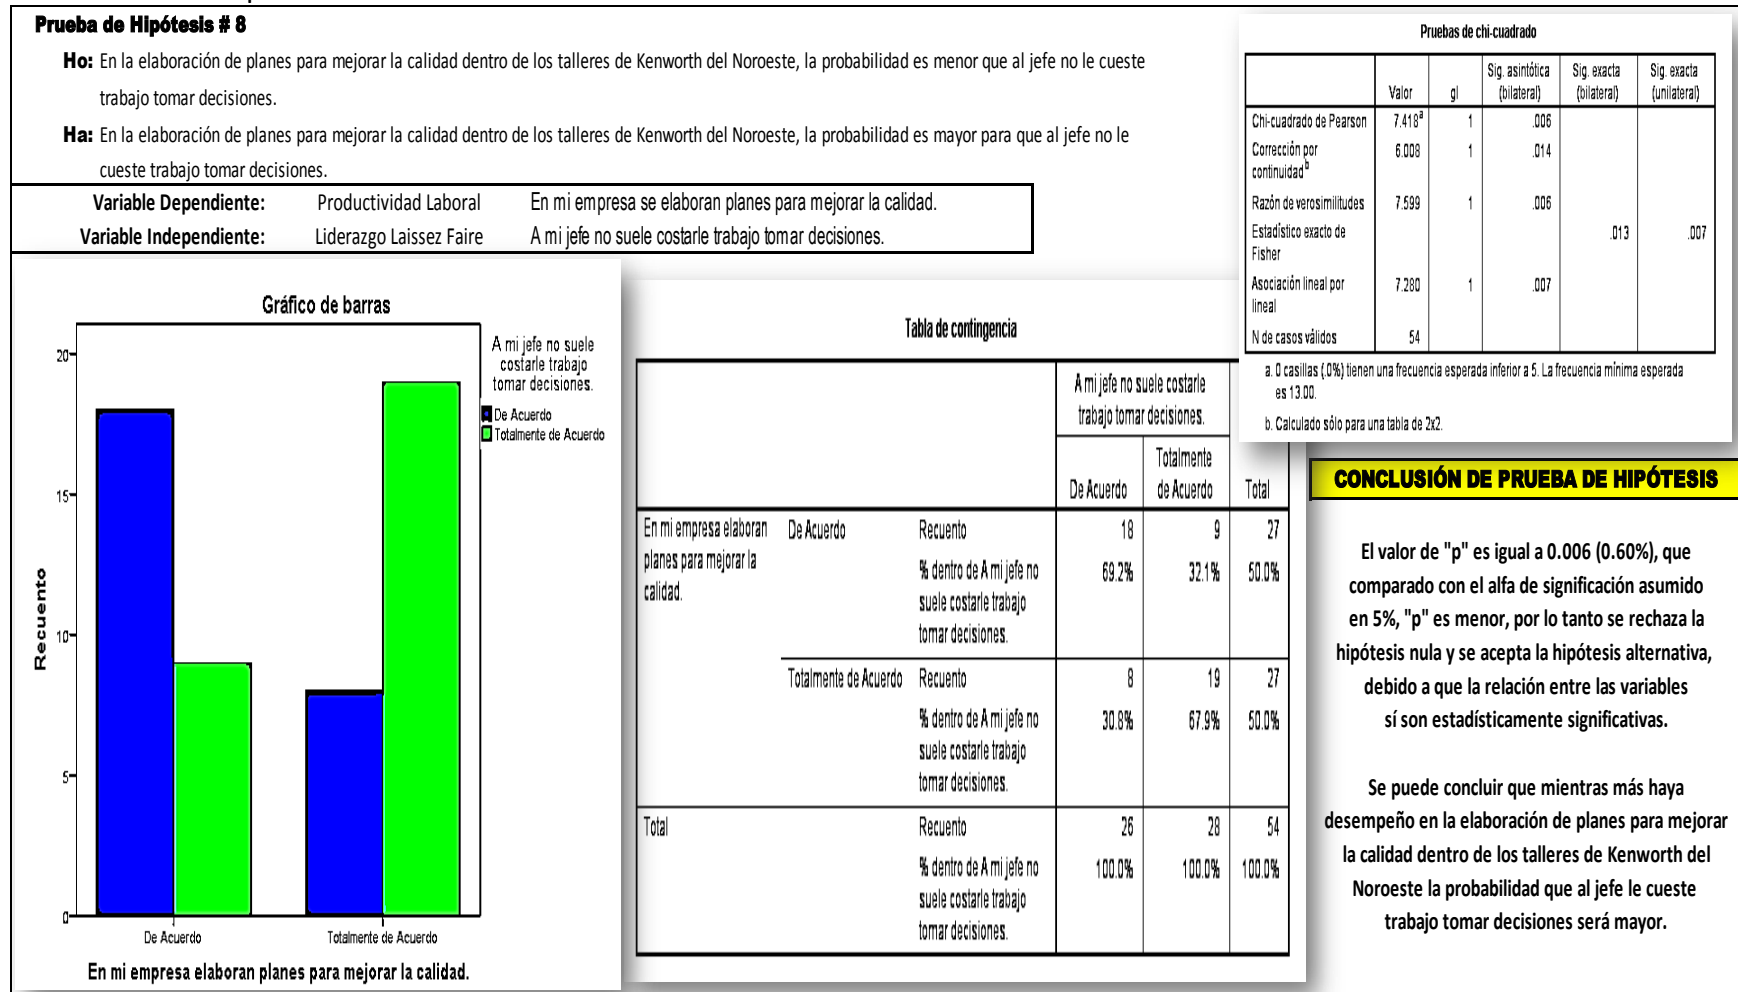 Prueba de Hipótesis # 8
Ho: En la elaboración de planes para mejorar la calidad dentro de los talleres de Kenworth del Noroeste, la probabilidad es menor que al jefe no le cueste
trabajo tomar decisiones.
Ha: En la elaboración de planes para mejorar la calidad dentro de los talleres de Kenworth del Noroeste, la probabilidad es mayor para que al jefe no le
cueste trabajo tomar decisiones.
Variable Dependiente: Productividad Laboral En mi empresa se elaboran planes para mejorar la calidad.
Variable Independiente: Liderazgo Laissez Faire A mi jefe no suele costarle trabajo tomar decisiones.
Pruebas de chi-cuadrado
Valor gl Sig. asintótica (bilateral) Sig. exacta (bilateral) Sig. exacta (unilateral)
Chi-cuadrado de Pearson 7.418a 1 .006
Corrección por
continuidadb 6.008 1 .014
Razón de verosimilitudes 7.599 1 .006
Estadístico exacto de
Fisher .013 .007
Asociación lineal por
lineal 7.280 1 .007
N de casos válidos 54
a. 0 casillas (.0%) tienen una frecuencia esperada inferior a 5. La frecuencia mínima esperada
es 13.00.
b. Calculado sólo para una tabla de 2x2.
Gráfico de barras
A mi jefe no suele
costarle trabajo
tomar decisiones.
De Acuerdo
Totalmente de Acuerdo
Recuento
20
15
10
5
0
De Acuerdo Totalmente de Acuerdo
En mi empresa elaboran planes para mejorar la calidad.
Tabla de contingencia
A mi jefe no suele costarle
trabajo tomar decisiones.
De Acuerdo Totalmente de Acuerdo Total
En mi empresa elaboran De Acuerdo Recuento 18 9 27
planes para mejorar la % dentro de A mi jefe no 69.2% 32.1% 50.0%
calidad. suele costarle trabajo
tomar decisiones.
Totalmente de Acuerdo Recuento 8 19 27
% dentro de A mi jefe no 30.8% 67.9% 50.0%
suele costarle trabajo
tomar decisiones.
Total Recuento 26 28 54
% dentro de A mi jefe no 100.0% 100.0% 100.0%
suele costarle trabajo
tomar decisiones.
CONCLUSIÓN DE PRUEBA DE HIPÓTESIS
El valor de "p" es igual a 0.006 (0.60%), que
comparado con el alfa de significación asumido
en 5%, "p" es menor, por lo tanto se rechaza la
hipótesis nula y se acepta la hipótesis alternativa,
debido a que la relación entre las variables
sí son estadísticamente significativas.
Se puede concluir que mientras más haya
desempeño en la elaboración de planes para mejorar
la calidad dentro de los talleres de Kenworth del
Noroeste la probabilidad que al jefe le cueste
trabajo tomar decisiones será mayor.